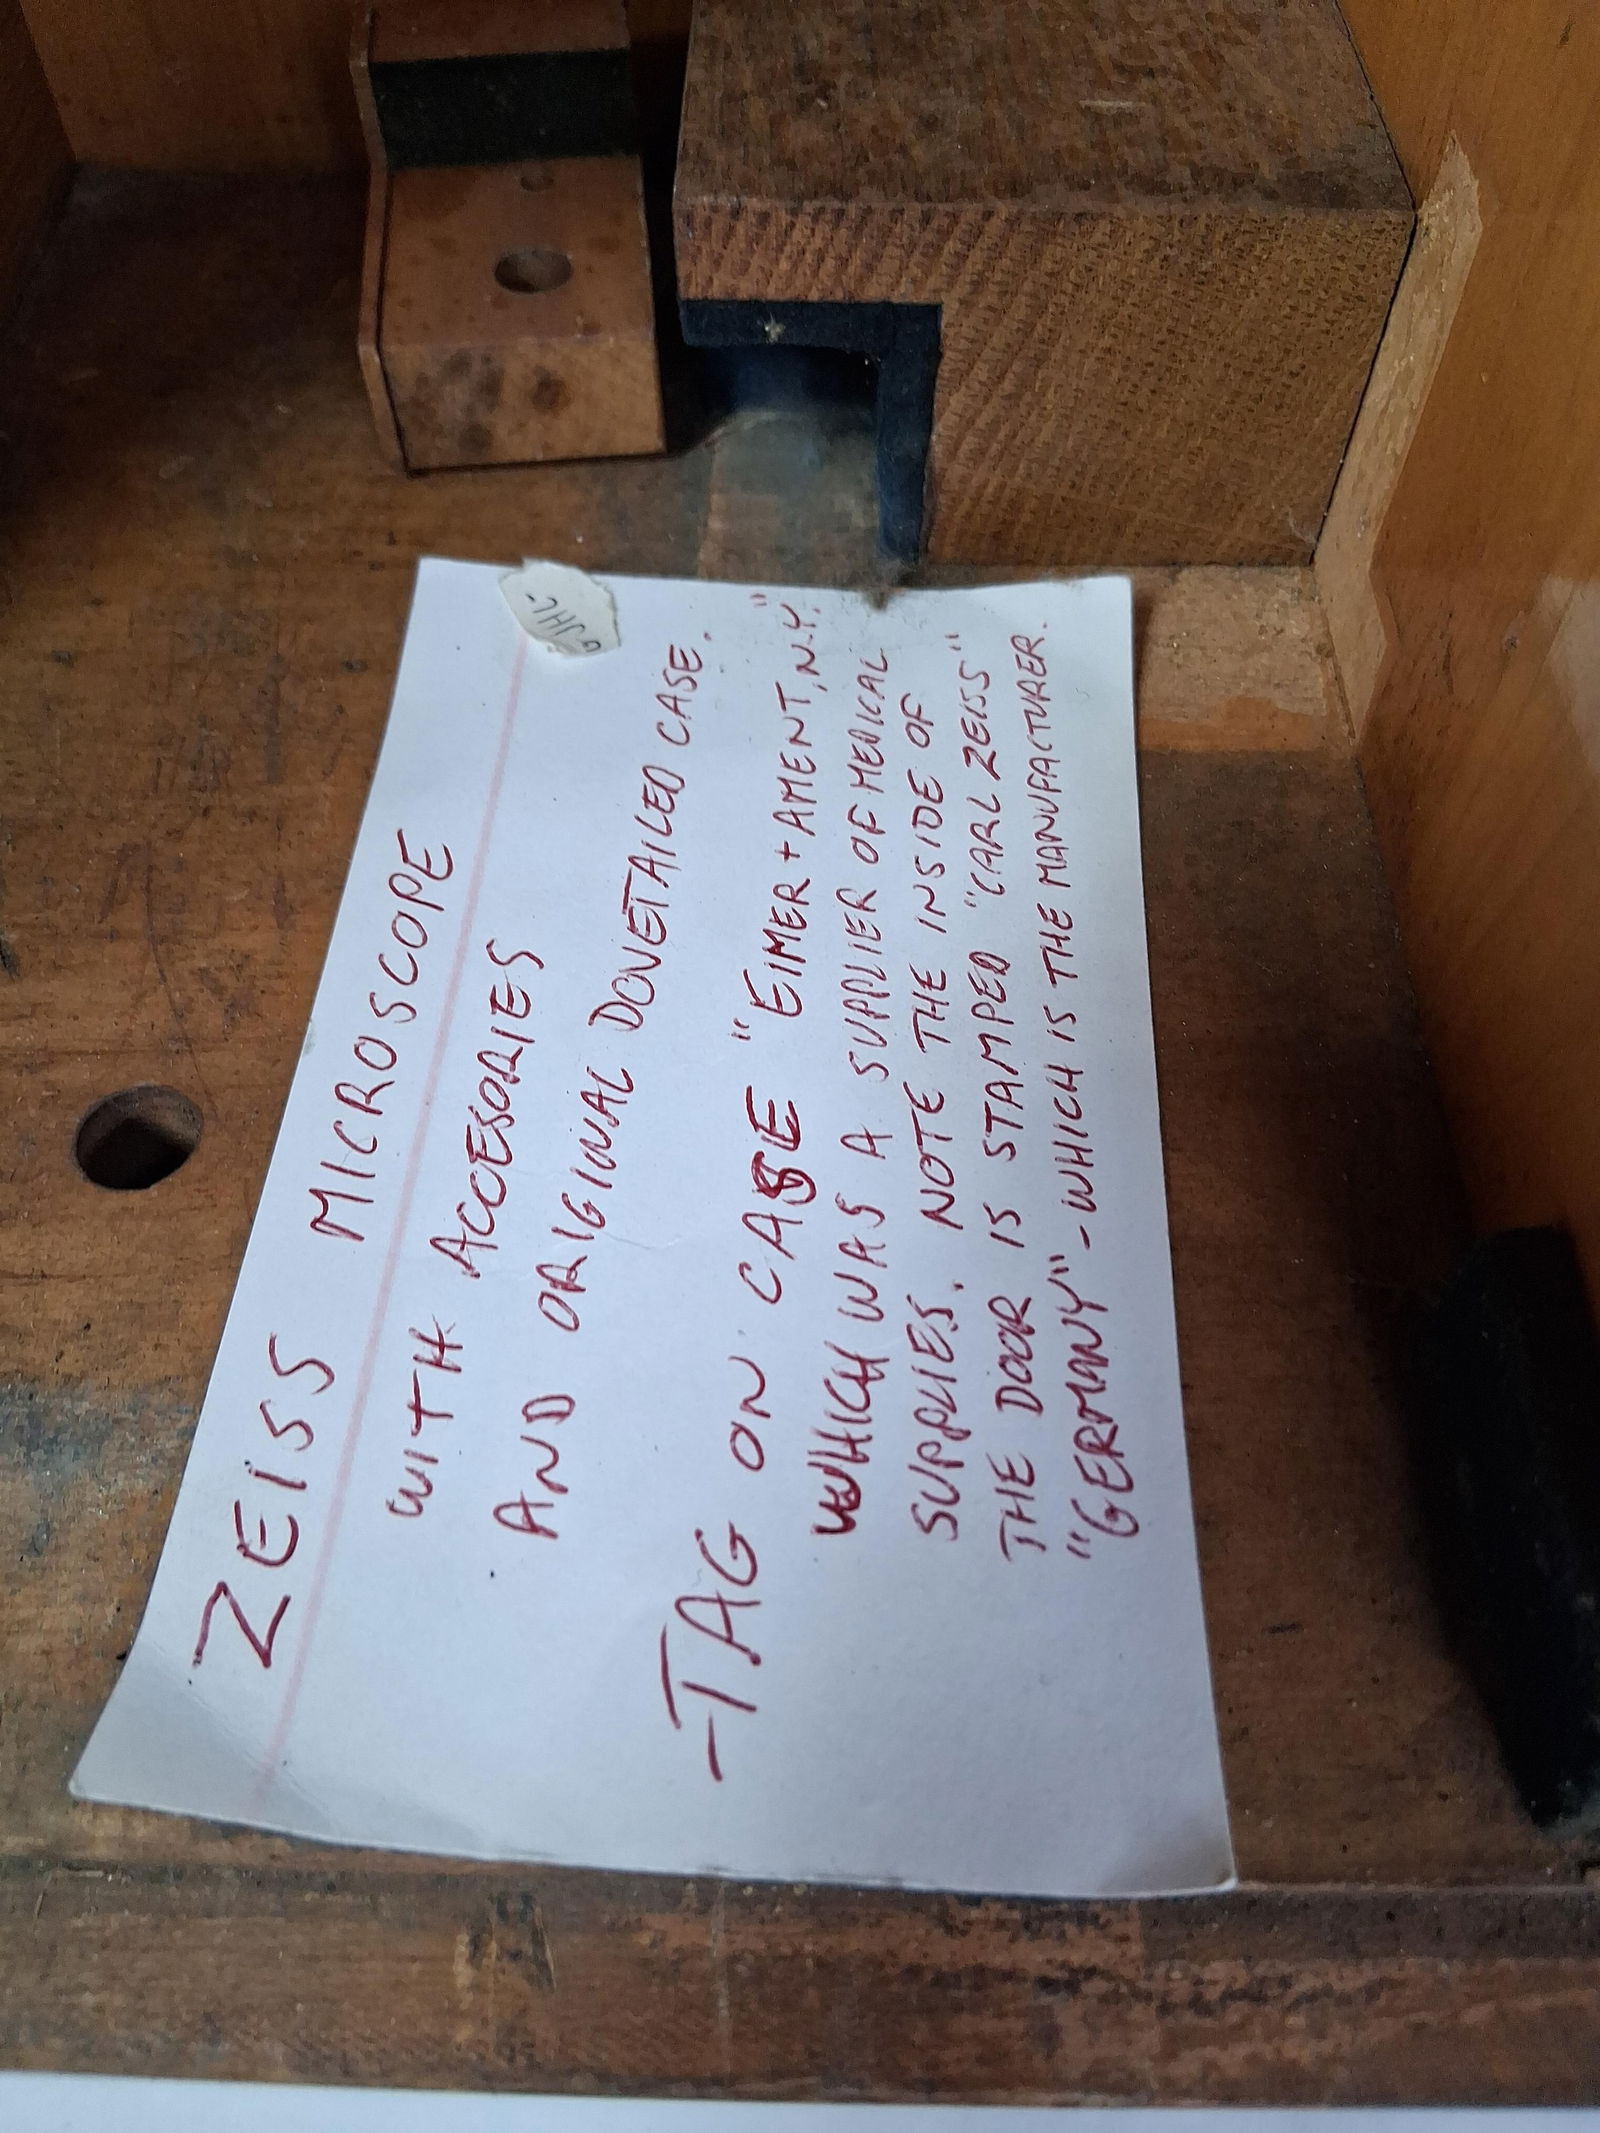 ZEISS MICROSCOPE
WITH ACCESORIES
AND ORIGINAL DOVETAILED CASE.
-TAG ON CASE "EIMER + AMENT, N.Y."
WHICH WAS A SUPPLIER OF MEDICAL
SUPPLIES. NOTE THE INSIDE OF
THE DOOR IS STAMPED "CARL ZEISS"
"GERMANY" - WHICH IS THE MANUFACTURER.